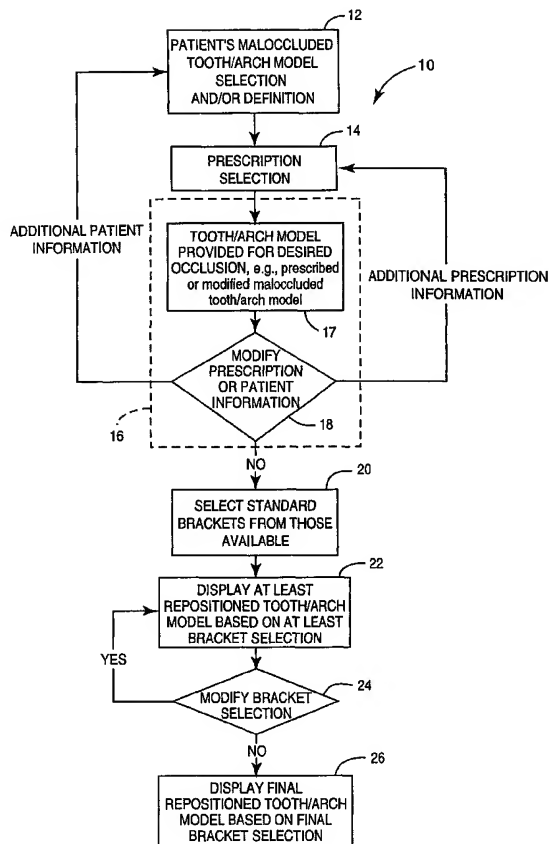 12
PATIENT'S MALOCCLUDED
TOOTH/ARCH MODEL
SELECTION
AND/OR DEFINITION
10
14
PRESCRIPTION
SELECTION
ADDITIONAL PATIENT
INFORMATION
TOOTH/ARCH MODEL
PROVIDED FOR DESIRED
OCCLUSION, e.g., prescribed
or modified maloccluded
tooth/arch model
ADDITIONAL PRESCRIPTION
INFORMATION
17
MODIFY
PRESCRIPTION
OR PATIENT
INFORMATION
18
16
NO
20
SELECT STANDARD
BRACKETS FROM THOSE
AVAILABLE
22
DISPLAY AT LEAST
REPOSITIONED TOOTH/ARCH
MODEL BASED ON AT LEAST
BRACKET SELECTION
YES
24
MODIFY BRACKET
SELECTION
NO
26
DISPLAY FINAL
REPOSITIONED TOOTH/ARCH
MODEL BASED ON FINAL
BRACKET SELECTION